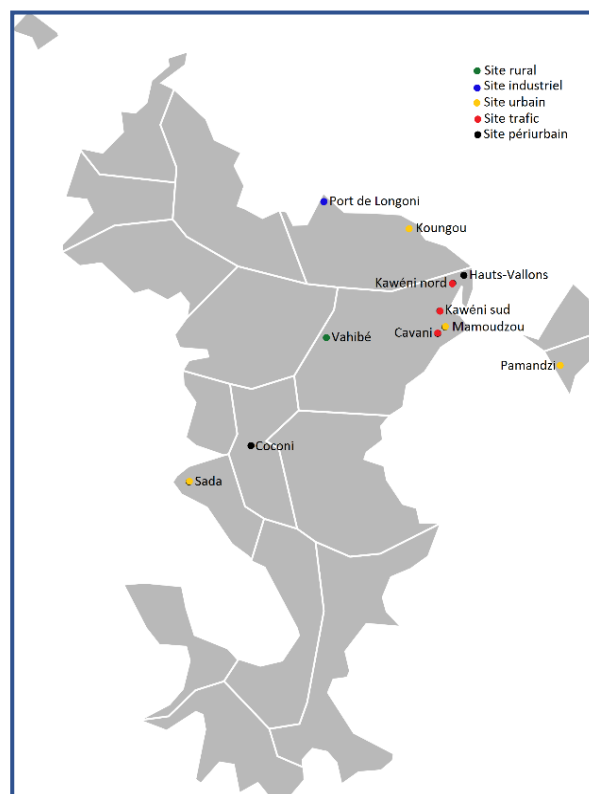 Site rural
Site industriel
Site urbain
Site trafic
Site périurbain
Port de Longoni
Koungou
Hauts-Vallons
Kawéni nord
Kawéni sud
Mamoudzou
Cavani
Vahibé
Pamandzi
Coconi
Sada